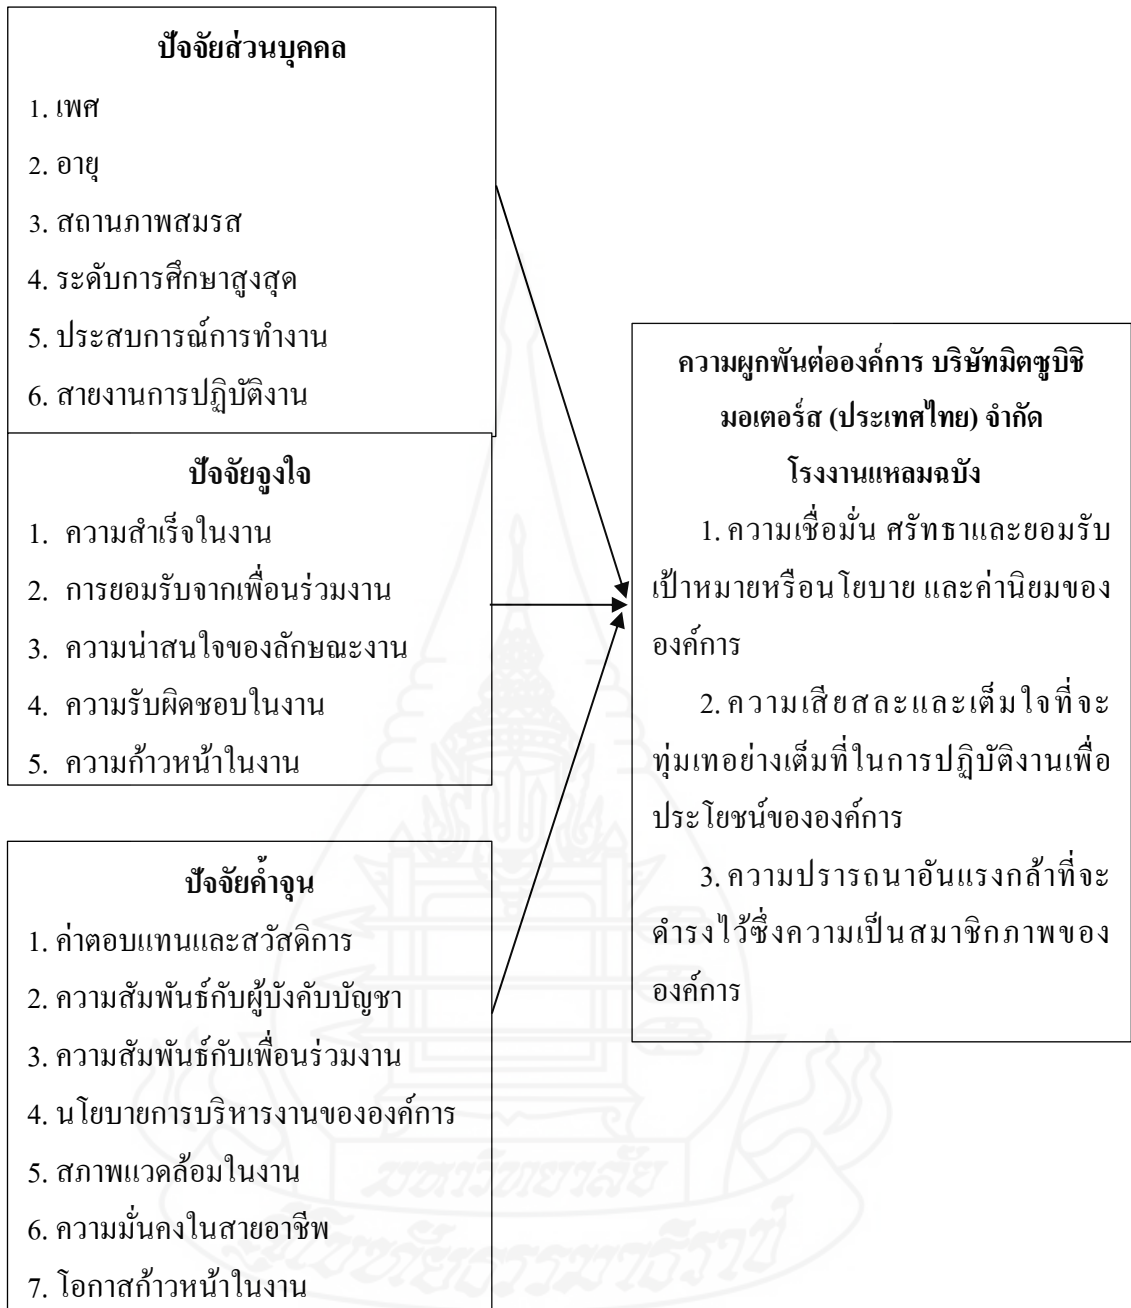 ปัจจัยส่วนบุคคล
1. เพศ
2. อายุ
3. สถานภาพสมรส
4. ระดับการศึกษาสูงสุด
5. ประสบการณ์การทำงาน
6. สายงานการปฏิบัติงาน
ปัจจัยจูงใจ
1. ความสำเร็จในงาน
2. การยอมรับจากเพื่อนร่วมงาน
3. ความน่าสนใจของลักษณะงาน
4. ความรับผิดชอบในงาน
5. ความก้าวหน้าในงาน
ปัจจัยค้ำจุน
1. ค่าตอบแทนและสวัสดิการ
2. ความสัมพันธ์กับผู้บังคับบัญชา
3. ความสัมพันธ์กับเพื่อนร่วมงาน
4. นโยบายการบริหารงานขององค์การ
5. สภาพแวดล้อมในงาน
6. ความมั่นคงในสายอาชีพ
7. โอกาสก้าวหน้าในงาน
ความผูกพันต่อองค์การ บริษัทมิตซูบิชิ
มอเตอร์ส (ประเทศไทย) จำกัด
โรงงานแหลมฉบัง
1. ความเชื่อมั่น ศรัทธาและยอมรับ
เป้าหมายหรือนโยบาย และค่านิยมของ
องค์การ
2. ความเสียสละและเต็มใจที่จะ
ทุ่มเทอย่างเต็มที่ในการปฏิบัติงานเพื่อ
ประโยชน์ขององค์การ
3. ความปรารถนาอันแรงกล้าที่จะ
ดำรงไว้ซึ่งความเป็นสมาชิกภาพของ
องค์การ
มหาวิทยาลัย
สุโขทัยธรรมาธิราช